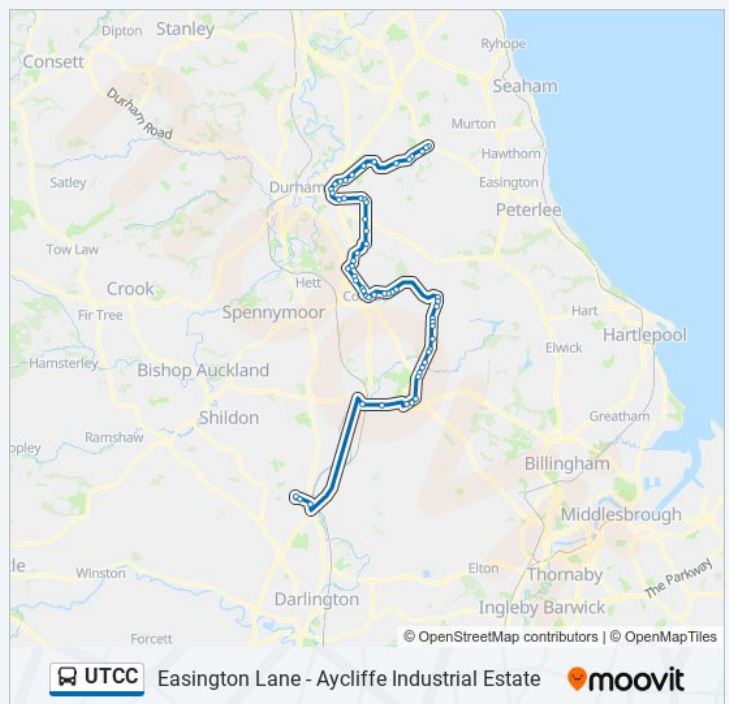 Dipton
Stanley
Ryhope
Consett
Seaham
Durham Road
Murton
Hawthorn
Satley
Durham
Easington
Peterlee
Tow Law
Crook
Hett
Fir Tree
Spennymoor
Hart
Hartlepool
Hamsterley
Elwick
Bishop Auckland
Greatham
Shildon
Ramshaw
Billingham
Middlesbrough
Winston
Elton
Thornaby
The Parkway
Darlington
Ingleby Barwick
Forcett
© OpenStreetMap contributors | © OpenMapTiles
UTCC Easington Lane - Aycliffe Industrial Estate moovit